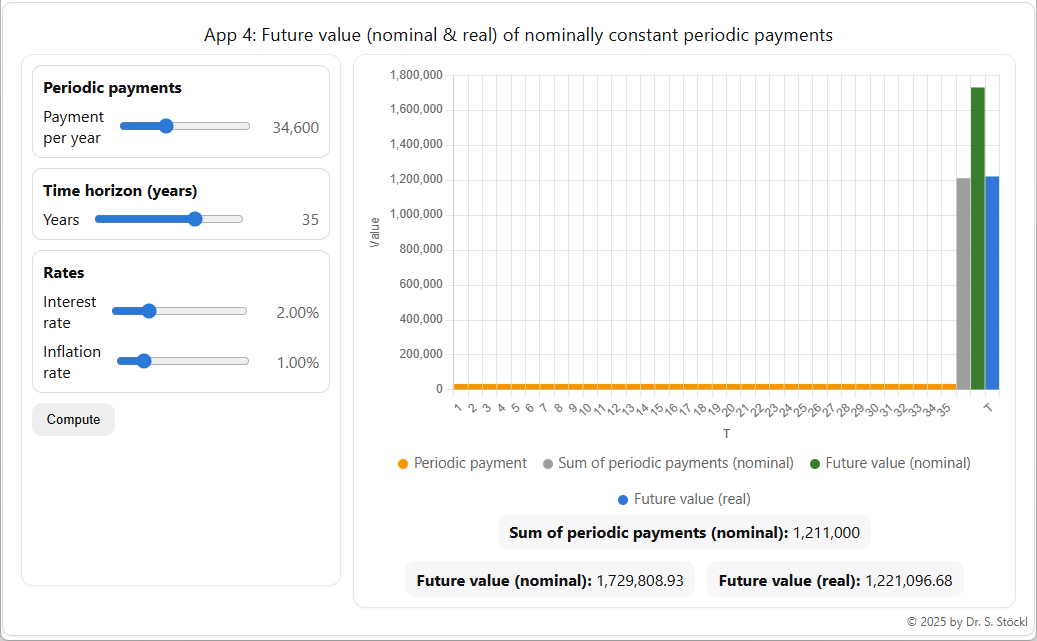 App 4: Future value (nominal & real) of nominally constant periodic payments
Periodic payments
Payment
per year
34,600
Time horizon (years)
Years
35
Rates
Interest
rate
2.00%
Inflation
rate
1.00%
Compute
1,800,000
1,600,000
1,400,000
1,200,000
1,000,000
800,000
600,000
400,000
200,000
0
Value
1 2 3 4 5 6 7 8 9 10 11 12 13 14 15 16 17 18 19 20 21 22 23 24 25 26 27 28 29 30 31 32 33 34 35 T
T
Periodic payment Sum of periodic payments (nominal) Future value (nominal)
Future value (real)
Sum of periodic payments (nominal): 1,211,000
Future value (nominal): 1,729,808.93 Future value (real): 1,221,096.68
© 2025 by Dr. S. Stöckl